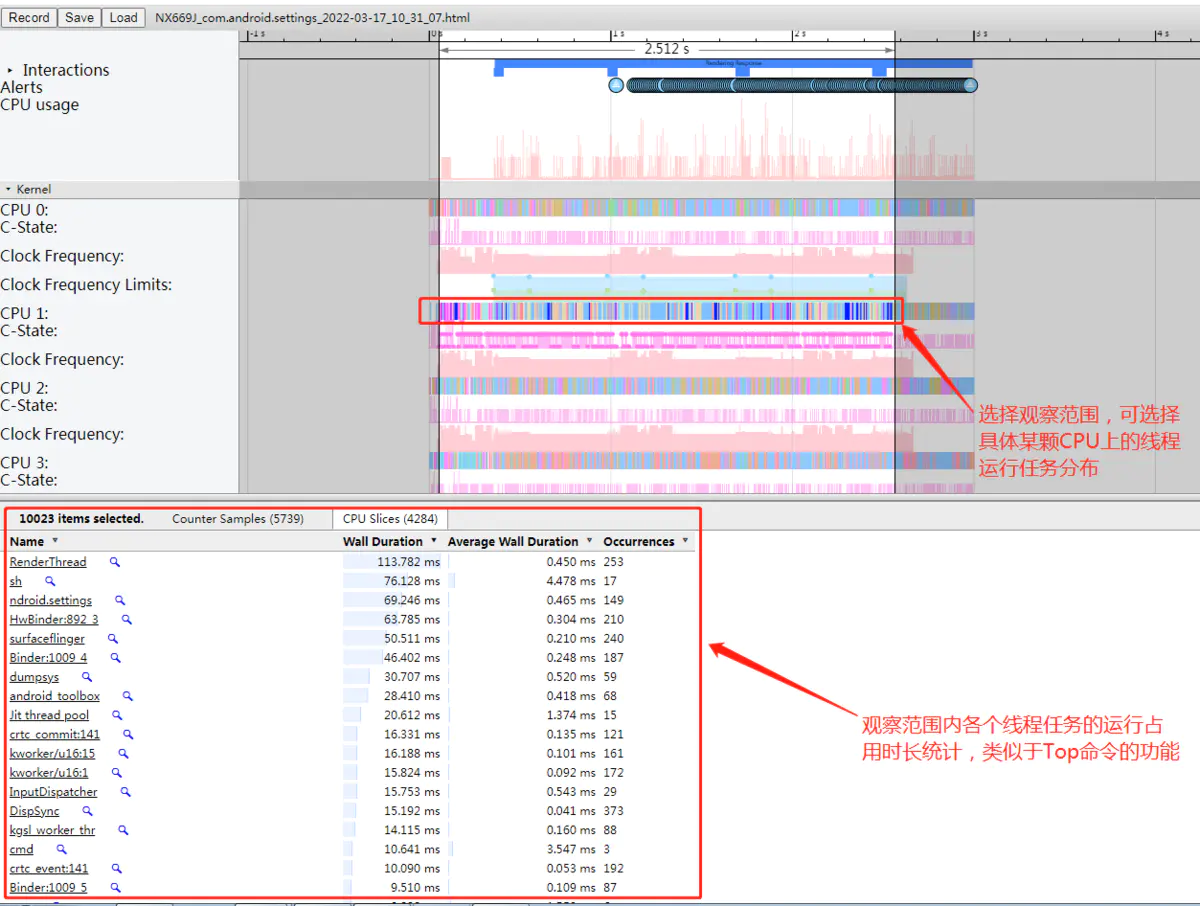 Record Save Load NX669J_com.android.settings_2022-03-17_10_31_07.html
-1s 0s 1s 2s 3s 4s
2.512 s
Rendering Response
Interactions
Alerts
CPU usage
Kernel
CPU 0:
C-State:
Clock Frequency:
Clock Frequency Limits:
CPU 1:
C-State:
Clock Frequency:
CPU 2:
C-State:
Clock Frequency:
CPU 3:
C-State:
选择观察范围，可选择
具体某颗CPU上的线程
运行任务分布
10023 items selected. Counter Samples (5739) CPU Slices (4284)
Name Wall Duration Average Wall Duration Occurrences
RenderThread 113.782 ms 0.450 ms 253
sh 76.128 ms 4.478 ms 17
ndroid.settings 69.246 ms 0.465 ms 149
HwBinder:892_3 63.785 ms 0.304 ms 210
surfaceflinger 50.511 ms 0.210 ms 240
Binder:1009_4 46.402 ms 0.248 ms 187
dumpsys 30.707 ms 0.520 ms 59
android_toolbox 28.410 ms 0.418 ms 68
Jit thread pool 20.612 ms 1.374 ms 15
crtc_commit:141 16.331 ms 0.135 ms 121
kworker/u16:15 16.188 ms 0.101 ms 161
kworker/u16:1 15.824 ms 0.092 ms 172
InputDispatcher 15.753 ms 0.543 ms 29
DispSync 15.192 ms 0.041 ms 373
kgsl_worker_thr 14.115 ms 0.160 ms 88
cmd 10.641 ms 3.547 ms 3
crtc_event:141 10.090 ms 0.053 ms 192
Binder:1009_5 9.510 ms 0.109 ms 87
观察范围内各个线程任务的运行占
用时长统计，类似于Top命令的功能